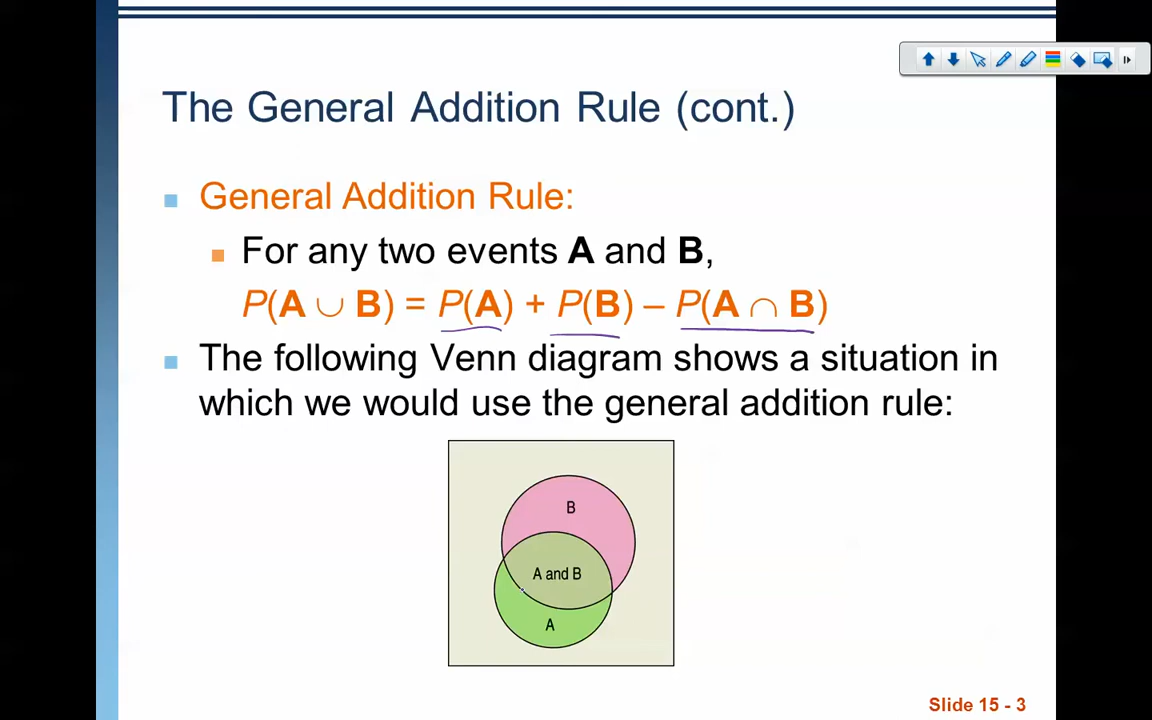 The General Addition Rule (cont.)
General Addition Rule:
For any two events A and B,
P(A ∪ B) = P(A) + P(B) – P(A ∩ B)
The following Venn diagram shows a situation in
which we would use the general addition rule:
B
A and B
A
Slide 15 - 3